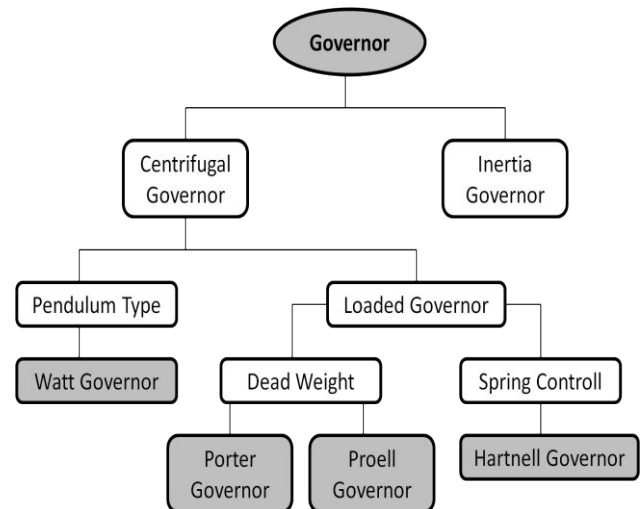 Governor
Centrifugal
Governor
Inertia
Governor
Pendulum Type
Loaded Governor
Watt Governor
Dead Weight
Spring Controll
Porter
Governor
Proell
Governor
Hartnell Governor